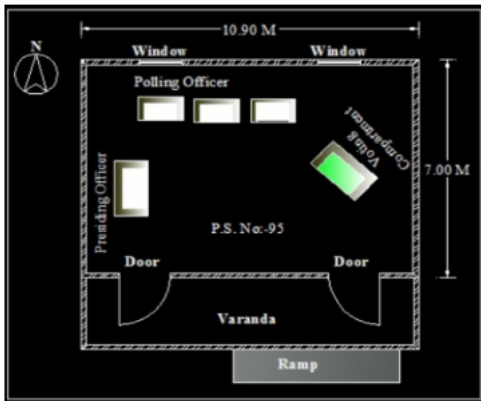 10.90 M
N
Window
Window
Polling Officer
Voting
Compartment
7.00 M
Presiding Officer
P.S. No:-95
Door
Door
Varanda
Ramp